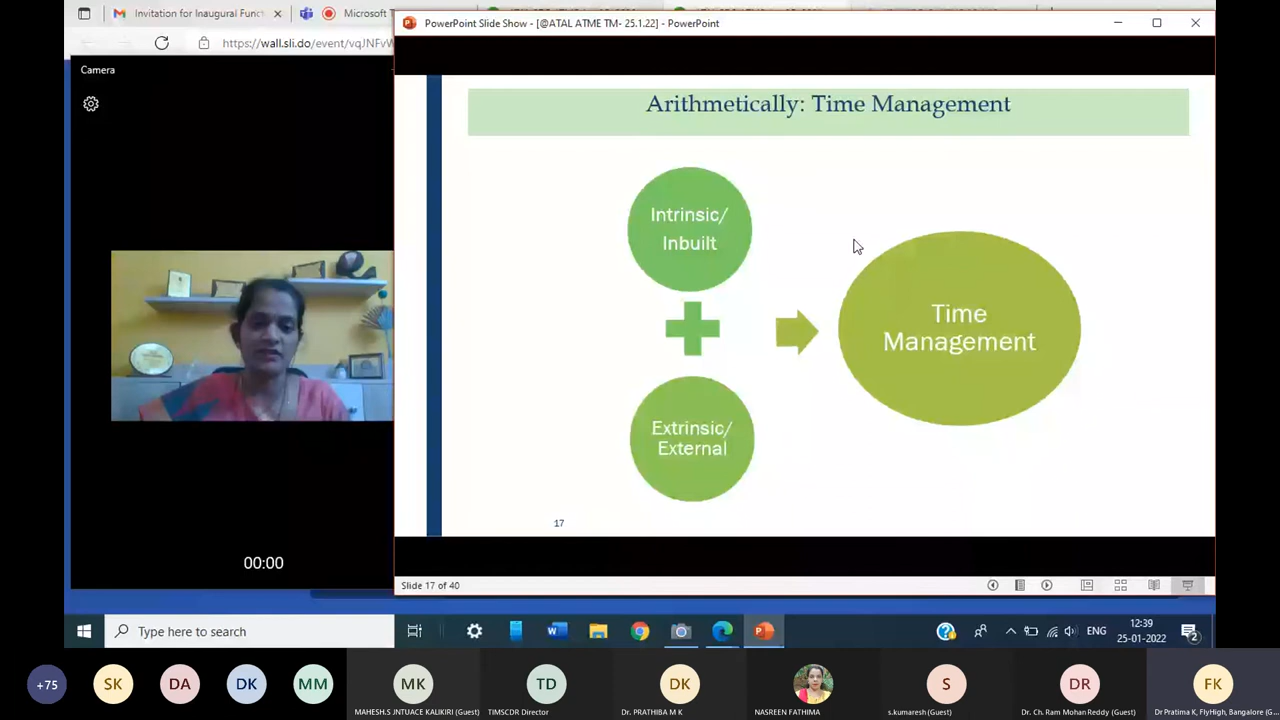 Invitation for Inaugural Func
Microsoft T
PowerPoint Slide Show - [@ATAL ATME TM- 25.1.22] - PowerPoint
https://wall.sli.do/event/vqJNFvW
Camera
Arithmetically: Time Management
Intrinsic/
Inbuilt
Time
Management
Extrinsic/
External
17
00:00
Slide 17 of 40
Type here to search
ENG
12:39
25-01-2022
2
+75
SK
DA
DK
MM
MK
TD
DK
S
DR
FK
MAHESH.S JNTUACE KALIKIRI (Guest)
TIMSCDR Director
Dr. PRATHIBA M K
NASREEN FATHIMA
s.kumaresh (Guest)
Dr. Ch. Ram Mohan Reddy (Guest)
Dr Pratima K, FlyHigh, Bangalore (G...